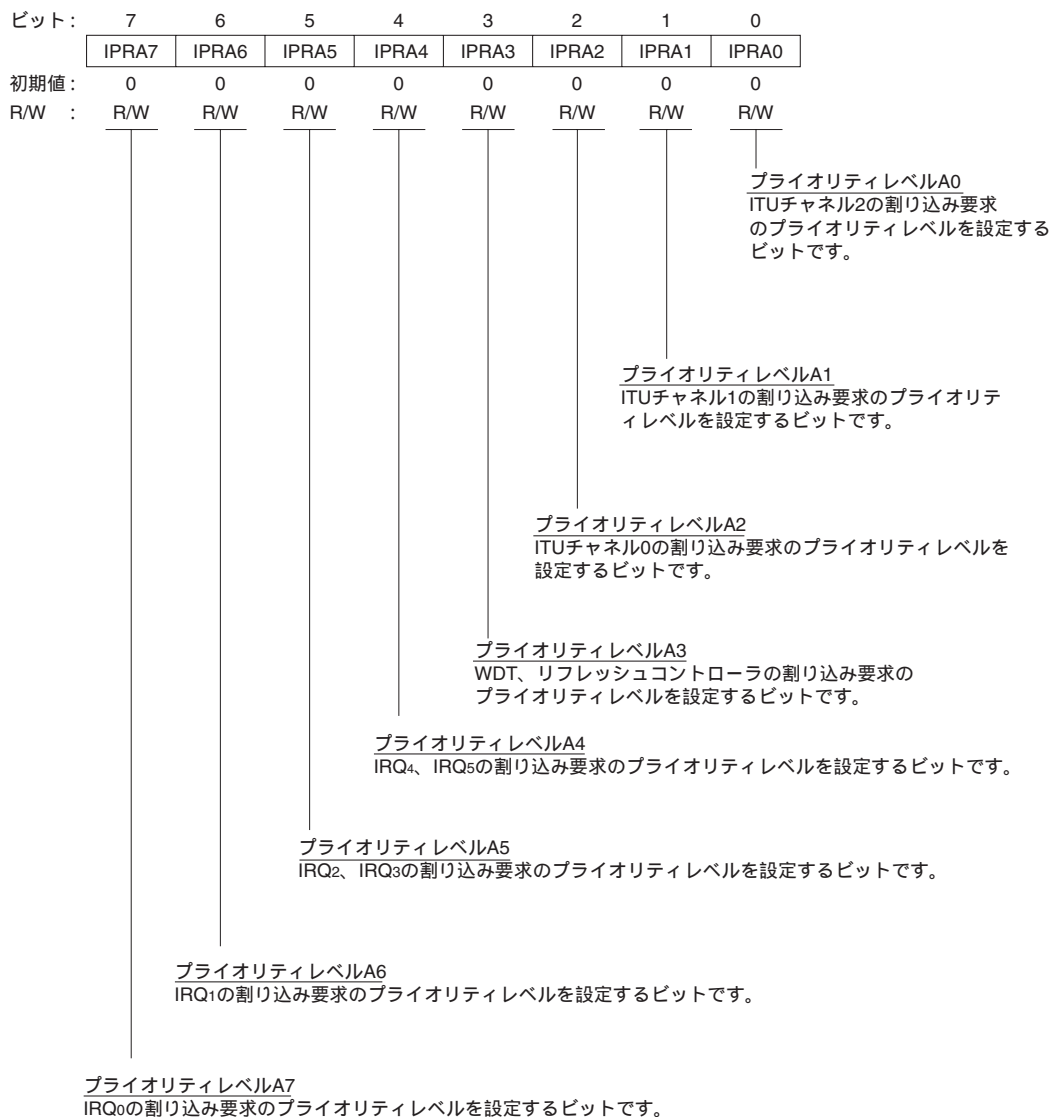 ビット : 7 6 5 4 3 2 1 0
IPRA7 IPRA6 IPRA5 IPRA4 IPRA3 IPRA2 IPRA1 IPRA0
初期値 : 0 0 0 0 0 0 0 0
R/W : R/W R/W R/W R/W R/W R/W R/W R/W
プライオリティレベルA0
ITUチャネル2の割り込み要求
のプライオリティレベルを設定する
ビットです。
プライオリティレベルA1
ITUチャネル1の割り込み要求のプライオリテ
ィレベルを設定するビットです。
プライオリティレベルA2
ITUチャネル0の割り込み要求のプライオリティレベルを
設定するビットです。
プライオリティレベルA3
WDT、リフレッシュコントローラの割り込み要求の
プライオリティレベルを設定するビットです。
プライオリティレベルA4
IRQ4、IRQ5の割り込み要求のプライオリティレベルを設定するビットです。
プライオリティレベルA5
IRQ2、IRQ3の割り込み要求のプライオリティレベルを設定するビットです。
プライオリティレベルA6
IRQ1の割り込み要求のプライオリティレベルを設定するビットです。
プライオリティレベルA7
IRQ0の割り込み要求のプライオリティレベルを設定するビットです。